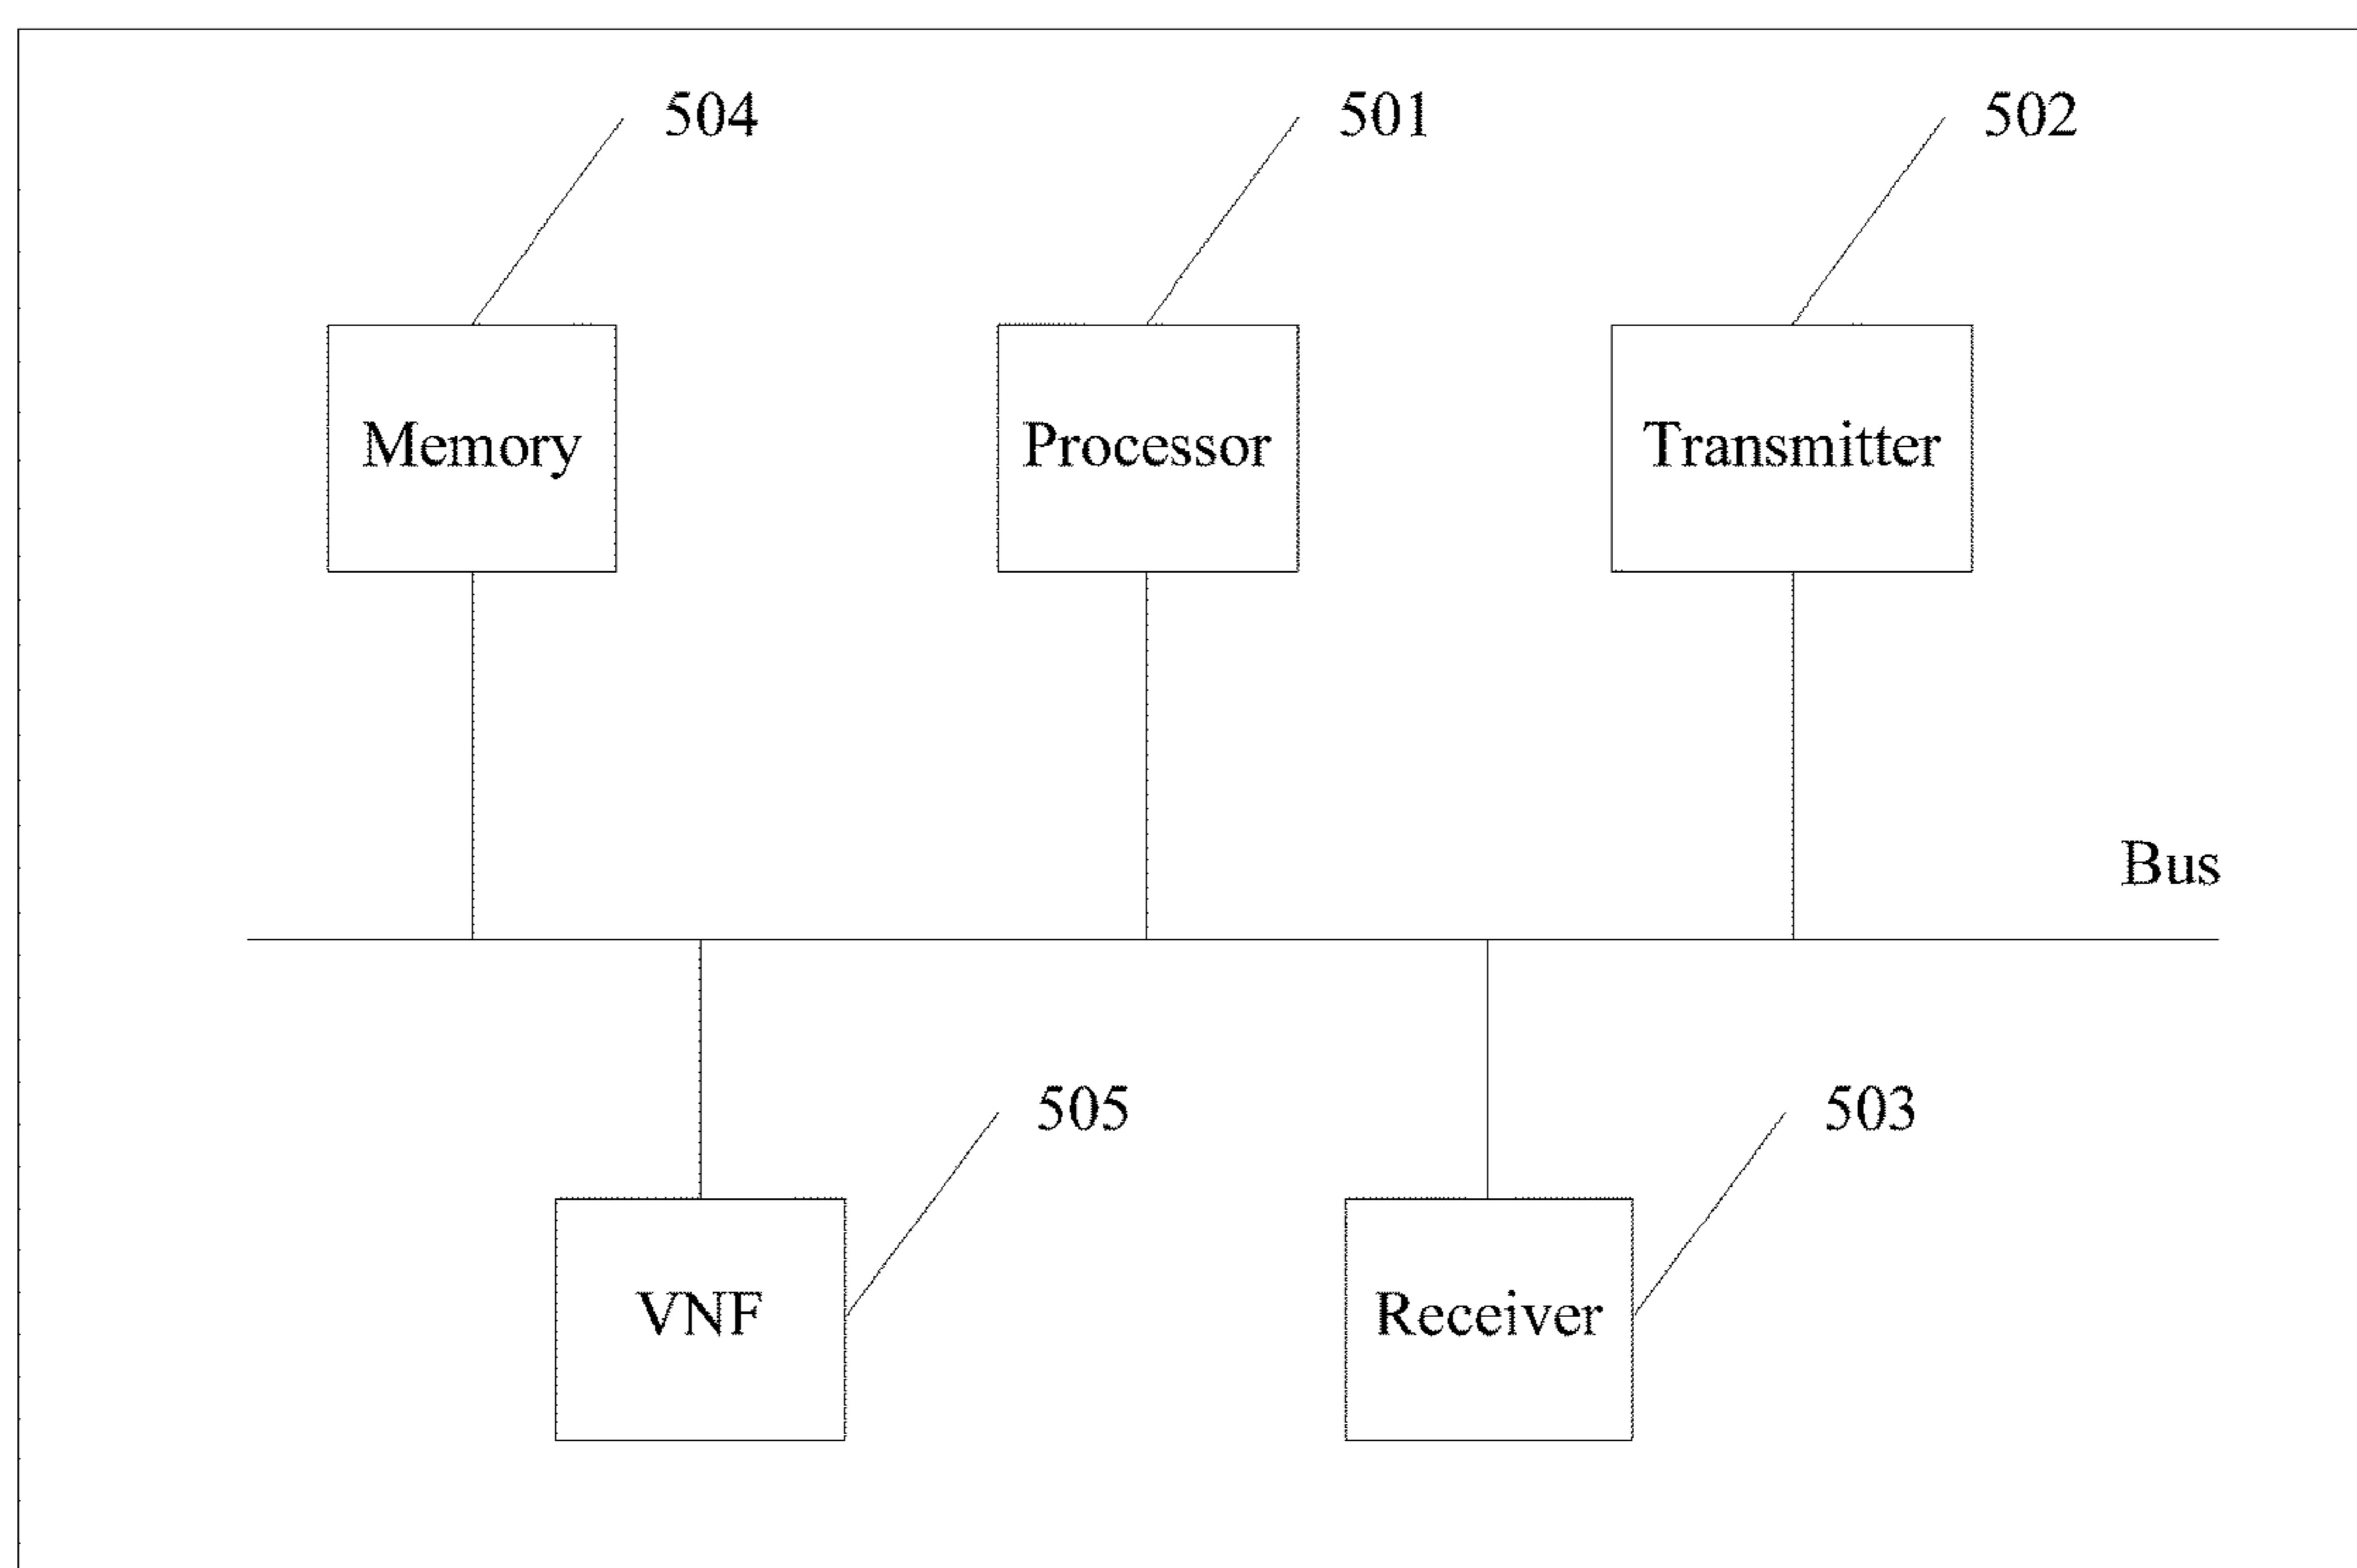 504
501
502
Memory
Processor
Transmitter
Bus
505
503
VNF
Receiver